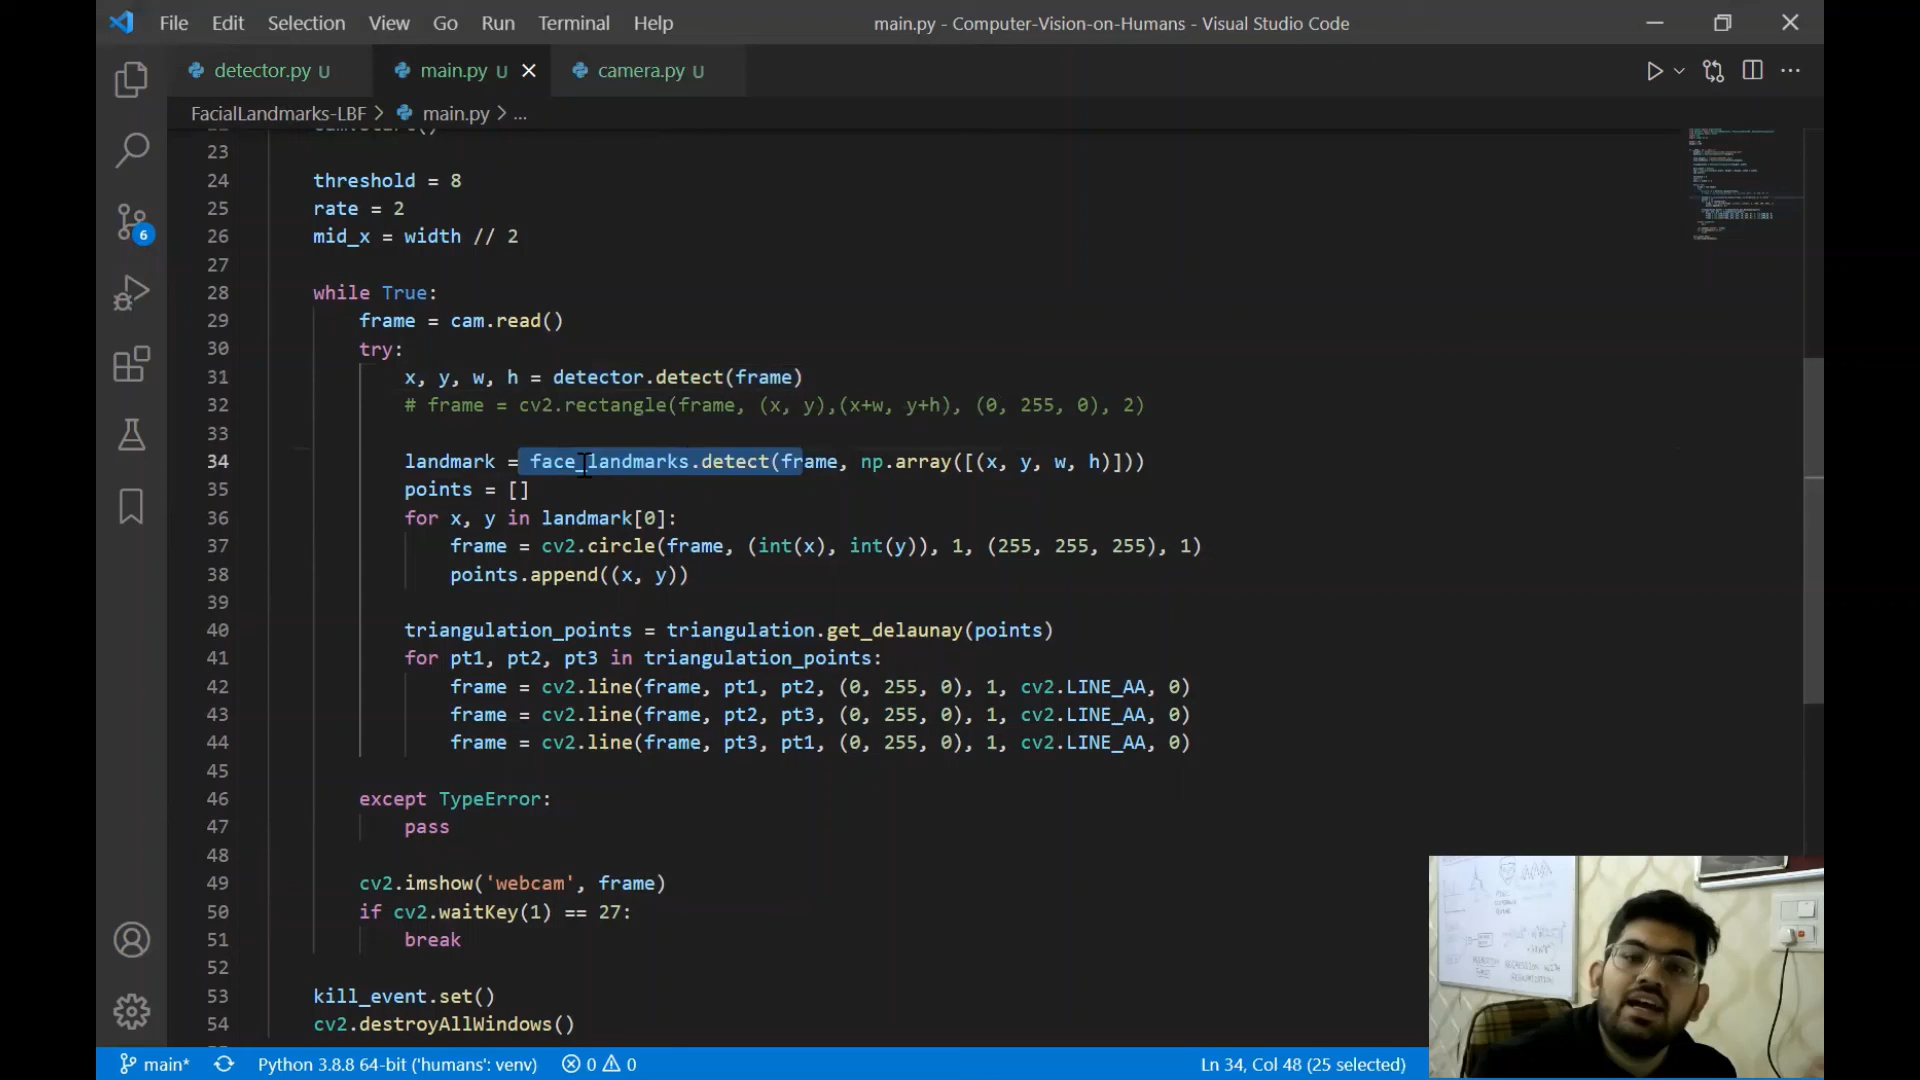 File Edit Selection View Go Run Terminal Help main.py - Computer-Vision-on-Humans - Visual Studio Code
detector.py U main.py U camera.py U
FacialLandmarks-LBF > main.py > ...
23
24 threshold = 8
25 rate = 2
26 mid_x = width // 2
27
28 while True:
29 frame = cam.read()
30 try:
31 x, y, w, h = detector.detect(frame)
32 # frame = cv2.rectangle(frame, (x, y),(x+w, y+h), (0, 255, 0), 2)
33
34 landmark = face_landmarks.detect(frame, np.array([(x, y, w, h)]))
35 points = []
36 for x, y in landmark[0]:
37 frame = cv2.circle(frame, (int(x), int(y)), 1, (255, 255, 255), 1)
38 points.append((x, y))
39
40 triangulation_points = triangulation.get_delaunay(points)
41 for pt1, pt2, pt3 in triangulation_points:
42 frame = cv2.line(frame, pt1, pt2, (0, 255, 0), 1, cv2.LINE_AA, 0)
43 frame = cv2.line(frame, pt2, pt3, (0, 255, 0), 1, cv2.LINE_AA, 0)
44 frame = cv2.line(frame, pt3, pt1, (0, 255, 0), 1, cv2.LINE_AA, 0)
45
46 except TypeError:
47 pass
48
49 cv2.imshow('webcam', frame)
50 if cv2.waitKey(1) == 27:
51 break
52
53 kill_event.set()
54 cv2.destroyAllWindows()
6
main* Python 3.8.8 64-bit ('humans': venv) 0 0 Ln 34, Col 48 (25 selected)